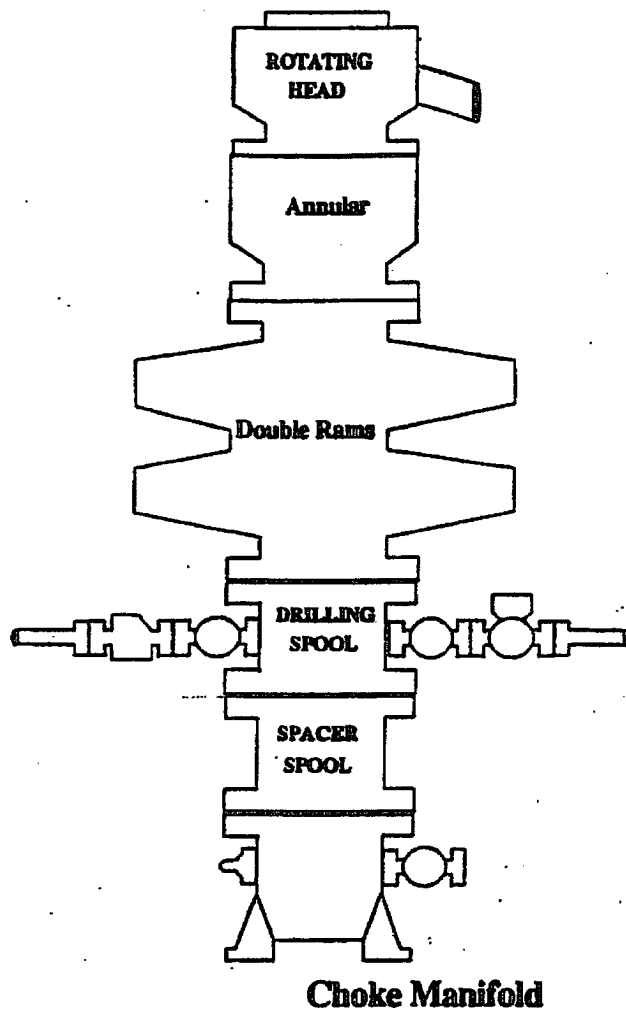 ROTATING
HEAD
Annular
Double Rams
DRILLING
SPOOL
SPACER
SPOOL
Choke Manifold